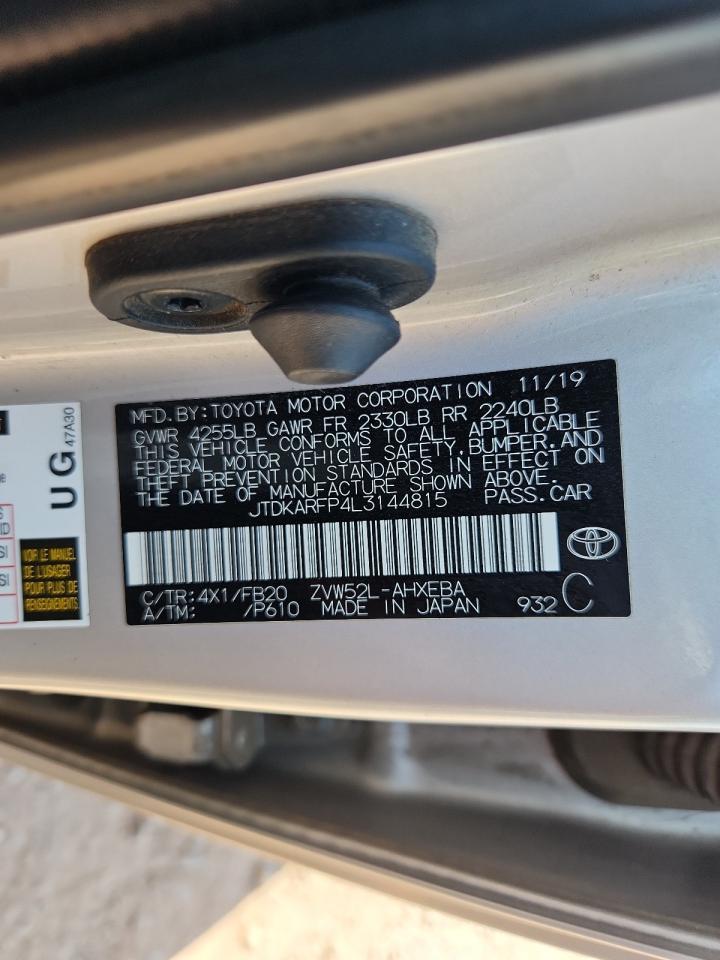 MFD.BY:TOYOTA MOTOR CORPORATION 11/19
GVWR 4255LB GAWR FR 2330LB RR 2240LB
THIS VEHICLE CONFORMS TO ALL APPLICABLE
FEDERAL MOTOR VEHICLE SAFETY,BUMPER,AND
THEFT PREVENTION STANDARDS IN EFFECT ON
THE DATE OF MANUFACTURE SHOWN ABOVE.
JTDKARFP4L3144815 PASS.CAR
C/TR:4X1/FB20 ZVW52L-AHXEBA
A/TM: /P610 MADE IN JAPAN 932 C
UG
47A30
VOIR LE MANUEL
DE L'USAGER
POUR PLUS DE
RENSEIGNEMENTS